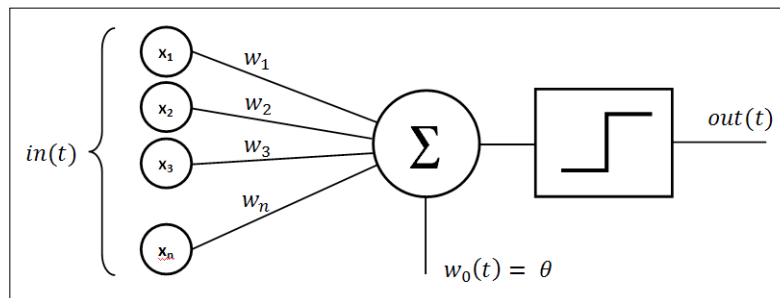 in(t)
x₁
x₂
x₃
xₙ
w₁
w₂
w₃
wₙ
Σ
w₀(t) = θ
out(t)